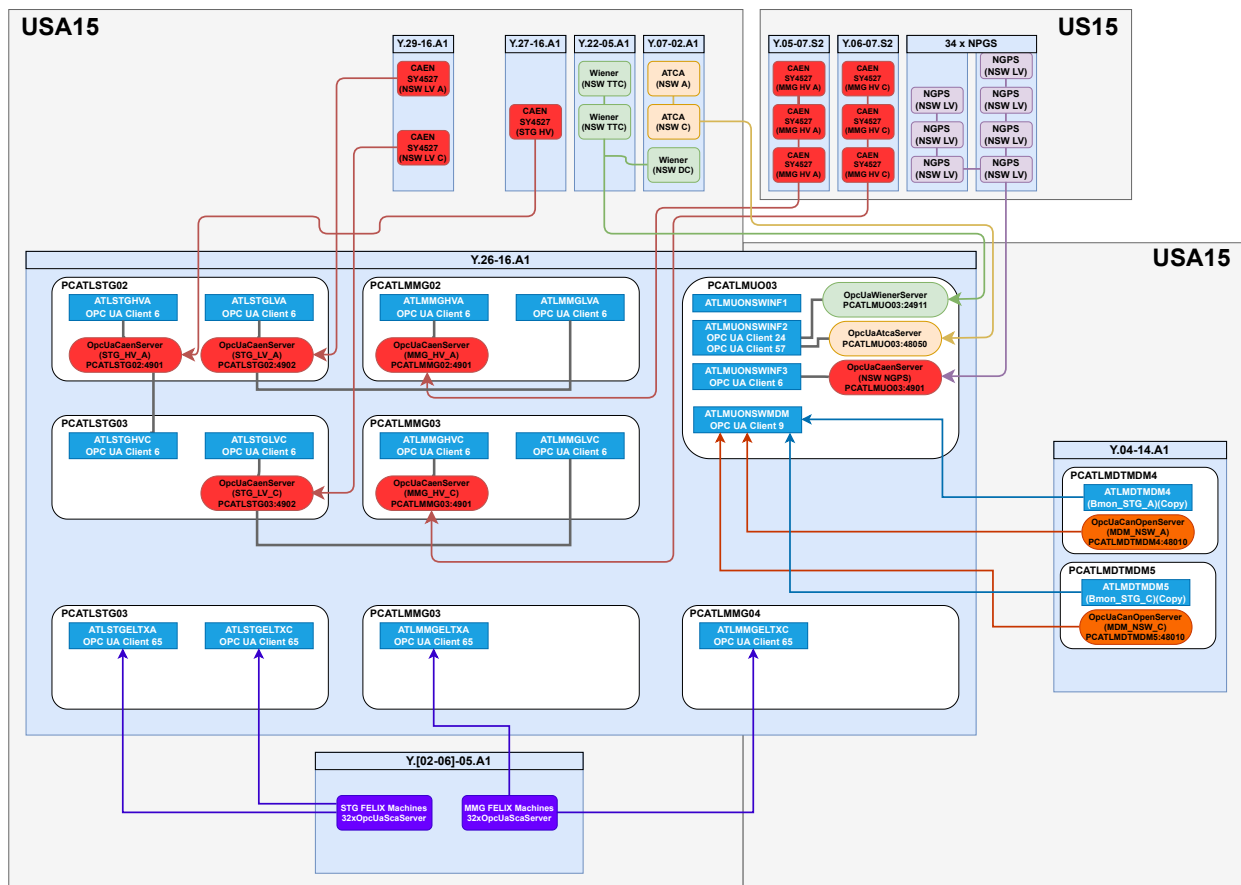 USA15
US15
Y.29-16.A1
Y.27-16.A1
Y.22-05.A1
Y.07-02.A1
Y.05-07.S2
Y.06-07.S2
34 x NPGS
CAEN
SY4527
(NSW LV A)
CAEN
SY4527
(NSW LV C)
CAEN
SY4527
(STG HV)
Wiener
(NSW TTC)
Wiener
(NSW TTC)
ATCA
(NSW A)
ATCA
(NSW C)
Wiener
(NSW DC)
CAEN
SY4527
(MMG HV A)
CAEN
SY4527
(MMG HV A)
CAEN
SY4527
(MMG HV A)
CAEN
SY4527
(MMG HV C)
CAEN
SY4527
(MMG HV C)
CAEN
SY4527
(MMG HV C)
NGPS
(NSW LV)
NGPS
(NSW LV)
NGPS
(NSW LV)
NGPS
(NSW LV)
NGPS
(NSW LV)
NGPS
(NSW LV)
NGPS
(NSW LV)
USA15
Y.26-16.A1
PCATLSTG02
ATLSTGHVA
OPC UA Client 6
ATLSTGLVA
OPC UA Client 6
OpcUaCaenServer
(STG_HV_A)
PCATLSTG02:4901
OpcUaCaenServer
(STG_LV_A)
PCATLSTG02:4902
PCATLMMG02
ATLMMGHVA
OPC UA Client 6
ATLMMGLVA
OPC UA Client 6
OpcUaCaenServer
(MMG_HV_A)
PCATLMMG02:4901
PCATLMUO03
ATLMUONSWINF1
ATLMUONSWINF2
OPC UA Client 24
OPC UA Client 57
ATLMUONSWINF3
OPC UA Client 6
ATLMUONSWMDM
OPC UA Client 9
OpcUaWienerServer
PCATLMUO03:24911
OpcUaAtcaServer
PCATLMUO03:48050
OpcUaCaenServer
(NSW NGPS)
PCATLMUO03:4901
PCATLSTG03
ATLSTGHVC
OPC UA Client 6
ATLSTGLVC
OPC UA Client 6
OpcUaCaenServer
(STG_LV_C)
PCATLSTG03:4902
PCATLMMG03
ATLMMGHVC
OPC UA Client 6
ATLMMGLVC
OPC UA Client 6
OpcUaCaenServer
(MMG_HV_C)
PCATLMMG03:4901
Y.04-14.A1
PCATLMDTMDM4
ATLMDTMDM4
(Bmon_STG_A)(Copy)
OpcUaCanOpenServer
(MDM_NSW_A)
PCATLMDTMDM4:48010
PCATLMDTMDM5
ATLMDTMDM5
(Bmon_STG_C)(Copy)
OpcUaCanOpenServer
(MDM_NSW_C)
PCATLMDTMDM5:48010
PCATLSTG03
ATLSTGELTXA
OPC UA Client 65
ATLSTGELTXC
OPC UA Client 65
PCATLMMG03
ATLMMGELTXA
OPC UA Client 65
PCATLMMG04
ATLMMGELTXC
OPC UA Client 65
Y.[02-06]-05.A1
STG FELIX Machines
32xOpcUaScaServer
MMG FELIX Machines
32xOpcUaScaServer